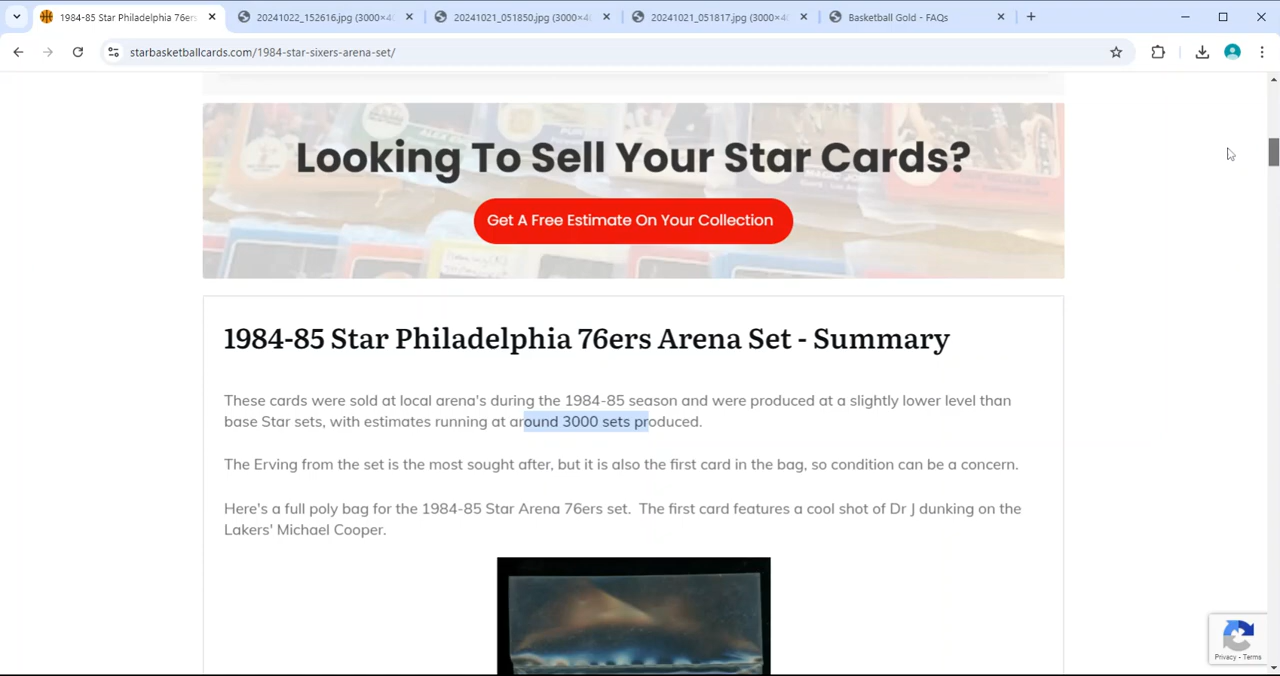 1984-85 Star Philadelphia 76ers
20241022_152616.jpg (3000×40
20241021_051850.jpg (3000×40
20241021_051817.jpg (3000×40
Basketball Gold - FAQs
starbasketballcards.com/1984-star-sixers-arena-set/
Looking To Sell Your Star Cards?
Get A Free Estimate On Your Collection
1984-85 Star Philadelphia 76ers Arena Set - Summary
These cards were sold at local arena's during the 1984-85 season and were produced at a slightly lower level than
base Star sets, with estimates running at around 3000 sets produced.
The Erving from the set is the most sought after, but it is also the first card in the bag, so condition can be a concern.
Here's a full poly bag for the 1984-85 Star Arena 76ers set. The first card features a cool shot of Dr J dunking on the
Lakers' Michael Cooper.
Privacy - Terms